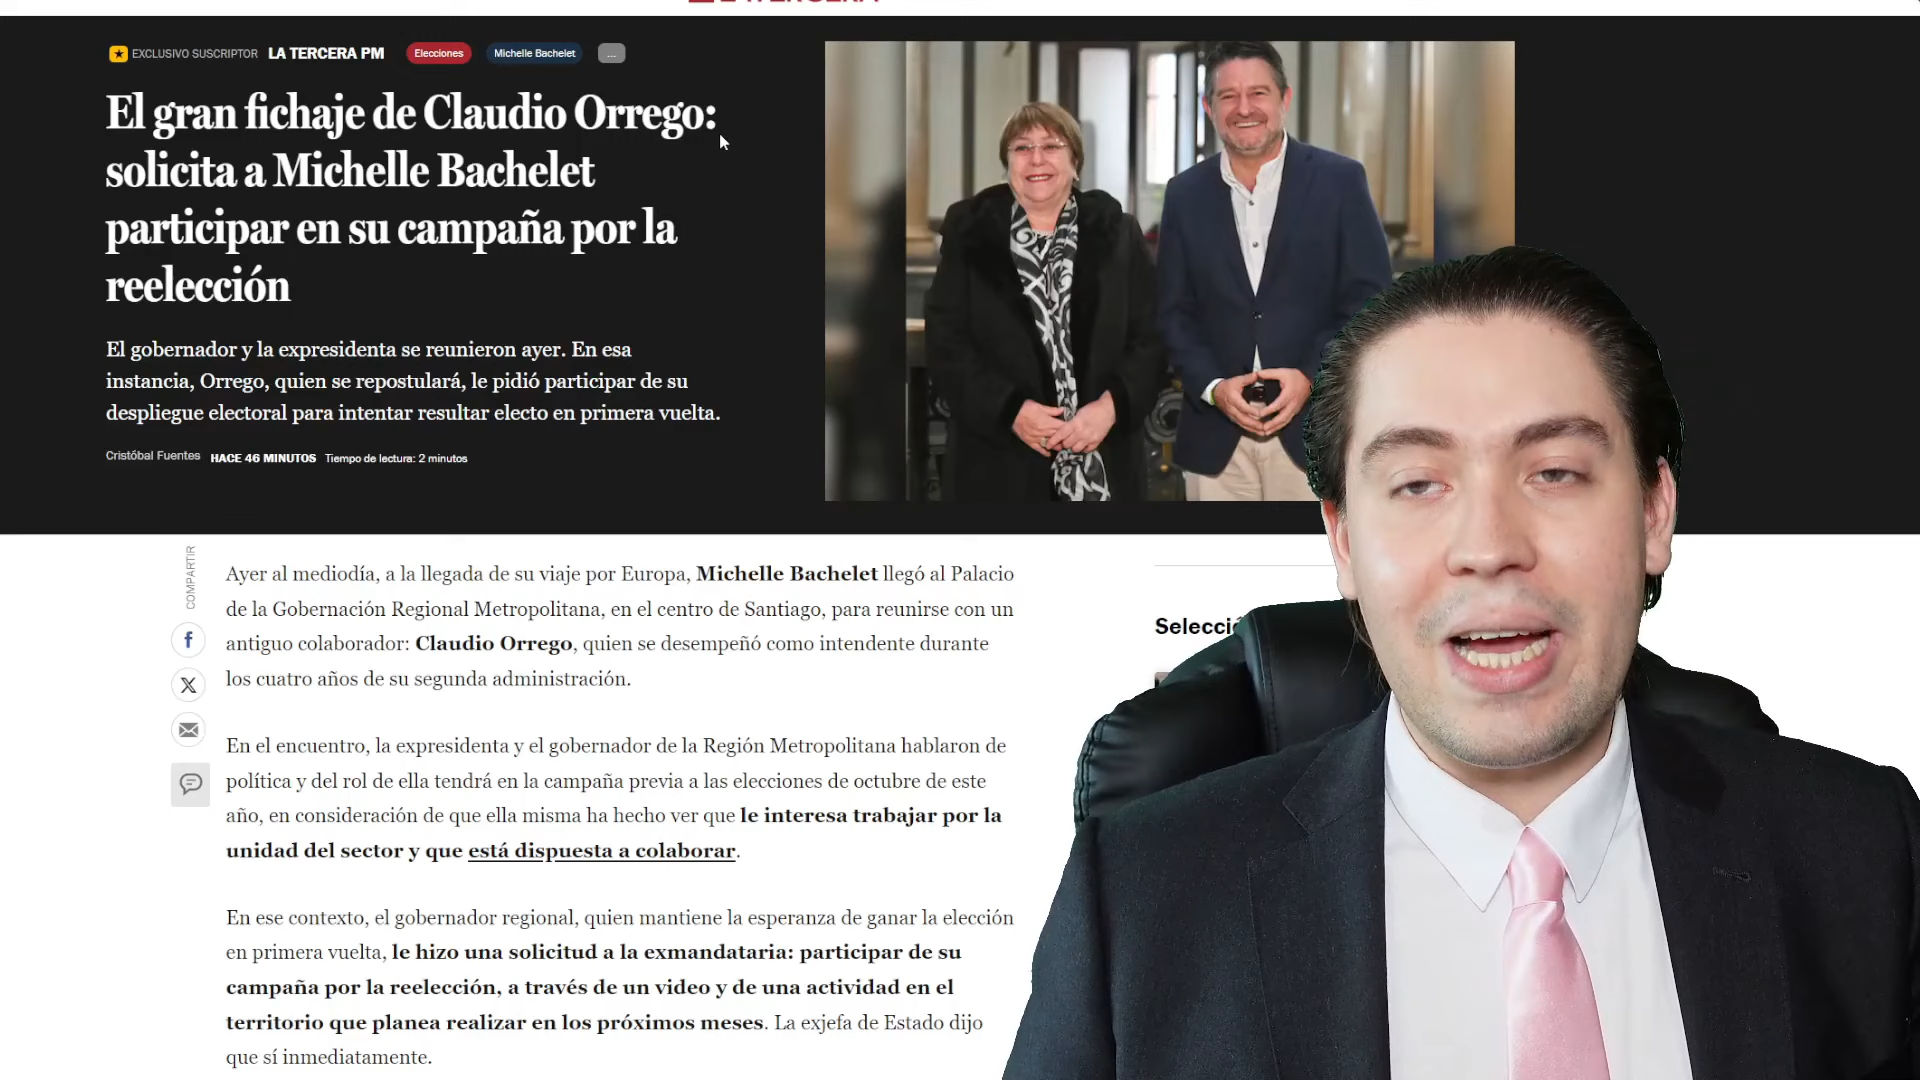 EXCLUSIVO SUSCRIPTOR LA TERCERA PM Elecciones Michelle Bachelet ...
El gran fichaje de Claudio Orrego:
solicita a Michelle Bachelet
participar en su campaña por la
reelección
El gobernador y la expresidenta se reunieron ayer. En esa
instancia, Orrego, quien se repostulará, le pidió participar de su
despliegue electoral para intentar resultar electo en primera vuelta.
Cristóbal Fuentes HACE 46 MINUTOS Tiempo de lectura: 2 minutos
COMPARTIR
Ayer al mediodía, a la llegada de su viaje por Europa, Michelle Bachelet llegó al Palacio
de la Gobernación Regional Metropolitana, en el centro de Santiago, para reunirse con un
antiguo colaborador: Claudio Orrego, quien se desempeñó como intendente durante
los cuatro años de su segunda administración.
En el encuentro, la expresidenta y el gobernador de la Región Metropolitana hablaron de
política y del rol de ella tendrá en la campaña previa a las elecciones de octubre de este
año, en consideración de que ella misma ha hecho ver que le interesa trabajar por la
unidad del sector y que está dispuesta a colaborar.
En ese contexto, el gobernador regional, quien mantiene la esperanza de ganar la elección
en primera vuelta, le hizo una solicitud a la exmandataria: participar de su
campaña por la reelección, a través de un video y de una actividad en el
territorio que planea realizar en los próximos meses. La exjefa de Estado dijo
que sí inmediatamente.